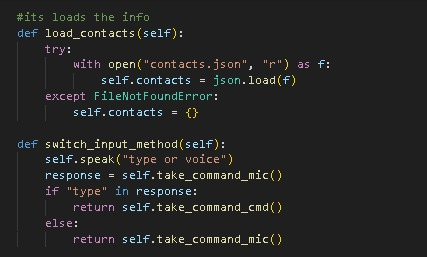 #its loads the info
def load_contacts(self):
    try:
        with open("contacts.json", "r") as f:
            self.contacts = json.load(f)
    except FileNotFoundError:
        self.contacts = {}
def switch_input_method(self):
    self.speak("type or voice")
    response = self.take_command_mic()
    if "type" in response:
        return self.take_command_cmd()
    else:
        return self.take_command_mic()